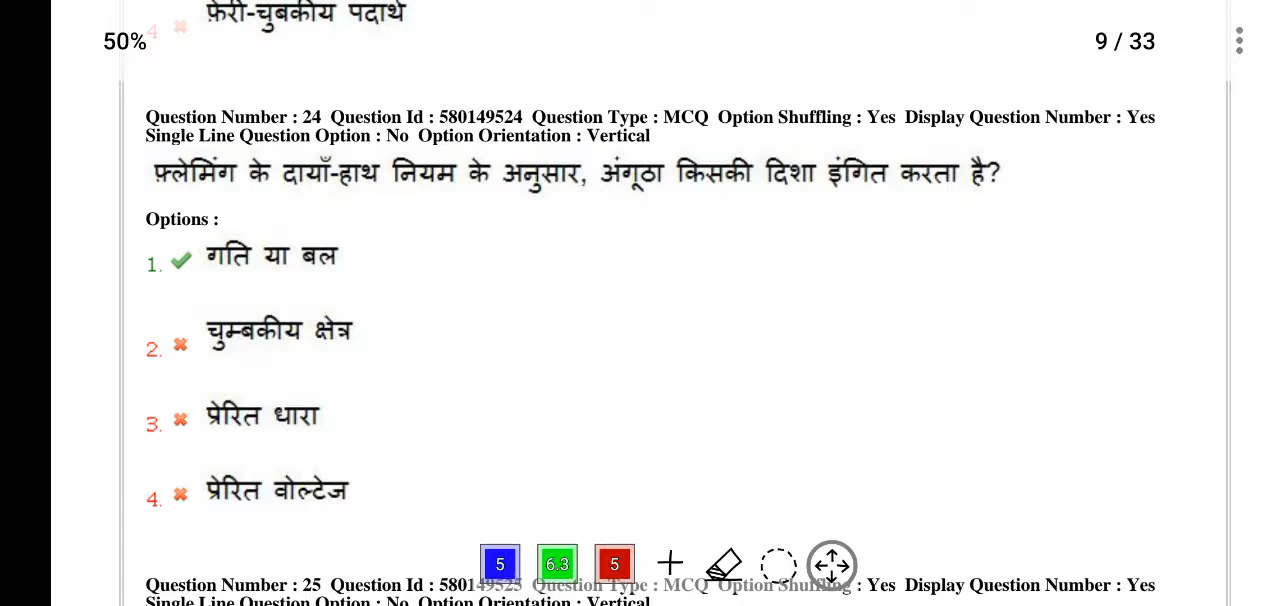 फ़ेरी-चुबकीय पदार्थ
4
50%
9 / 33
Question Number : 24 Question Id : 580149524 Question Type : MCQ Option Shuffling : Yes Display Question Number : Yes
Single Line Question Option : No Option Orientation : Vertical
फ़्लेमिंग के दायाँ-हाथ नियम के अनुसार, अंगूठा किसकी दिशा इंगित करता है?
Options :
1. गति या बल
2. चुम्बकीय क्षेत्र
3. प्रेरित धारा
4. प्रेरित वोल्टेज
5 6.3 5
Question Number : 25 Question Id : 580149525 Question Type : MCQ Option Shuffling : Yes Display Question Number : Yes
Single Line Question Option : No Option Orientation : Vertical